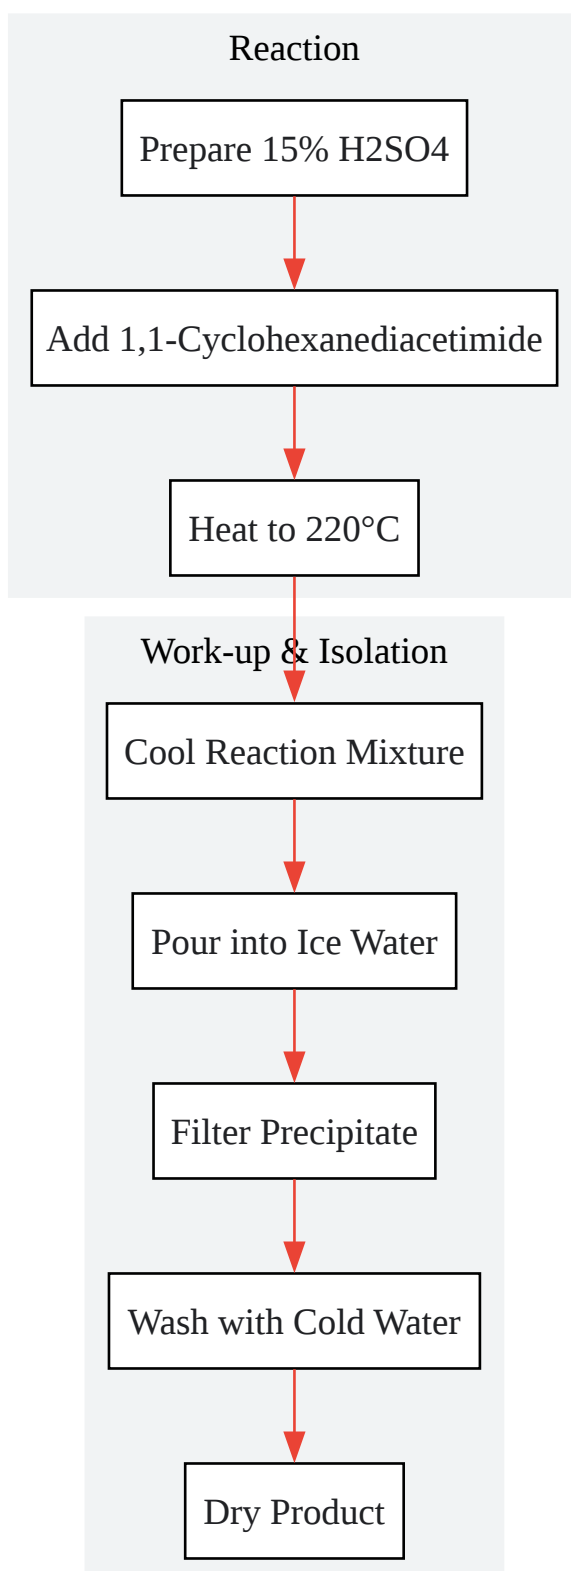 Reaction
Prepare 15% H2SO4
Add 1,1-Cyclohexanediacetimide
Heat to 220°C
Work-up & Isolation
Cool Reaction Mixture
Pour into Ice Water
Filter Precipitate
Wash with Cold Water
Dry Product